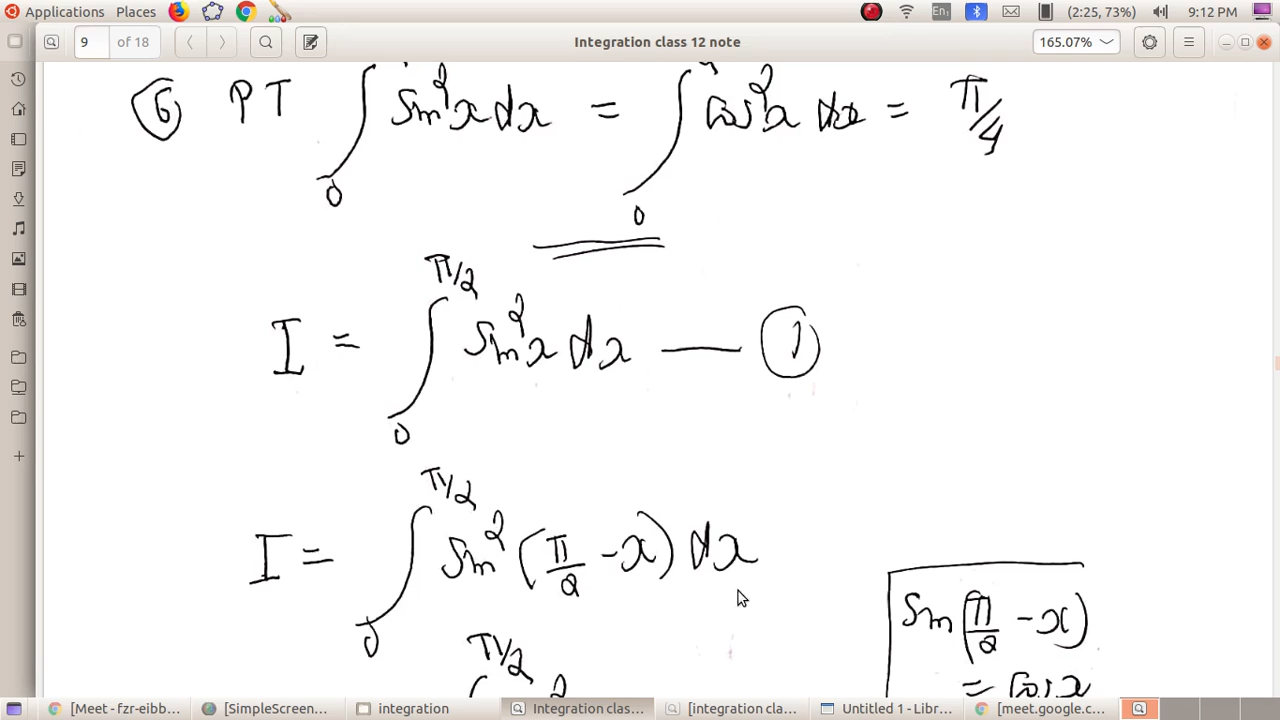 Applications Places En1 (2:25, 73%) 9:12 PM
9 of 18 Integration class 12 note 165.07%
6 PT ∫₀ sin²x dx = ∫₀ cos²x dx = π/4
I = ∫₀^π/2 sin²x dx — 1
I = ∫₀^π/2 sin²(π/2 -x) dx
sin(π/2 -x)
π/2
= cos x
[Meet - fzr-eibb... [SimpleScreen... integration Integration clas... [integration cla... Untitled 1 - Libr... [meet.google.c...